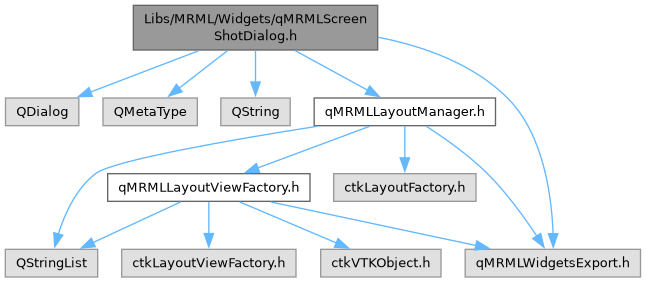 Libs/MRML/Widgets/qMRMLScreen
ShotDialog.h
QDialog
QMetaType
QString
qMRMLLayoutManager.h
qMRMLLayoutViewFactory.h
ctkLayoutFactory.h
QStringList
ctkLayoutViewFactory.h
ctkVTKObject.h
qMRMLWidgetsExport.h